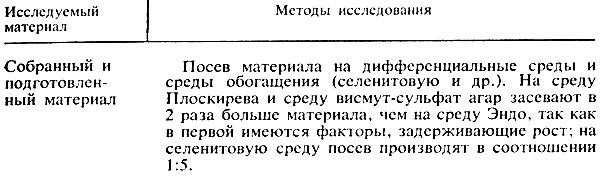 Исследуемый материал
Методы исследования
Собранный и
подготовлен-
ный материал
Посев материала на дифференциальные среды и
среды обогащения (селенитовую и др.). На среду
Плоскирева и среду висмут-сульфат агар засевают в
2 раза больше материала, чем на среду Эндо, так как
в первой имеются факторы, задерживающие рост; на
селенитовую среду посев производят в соотношении
1:5.